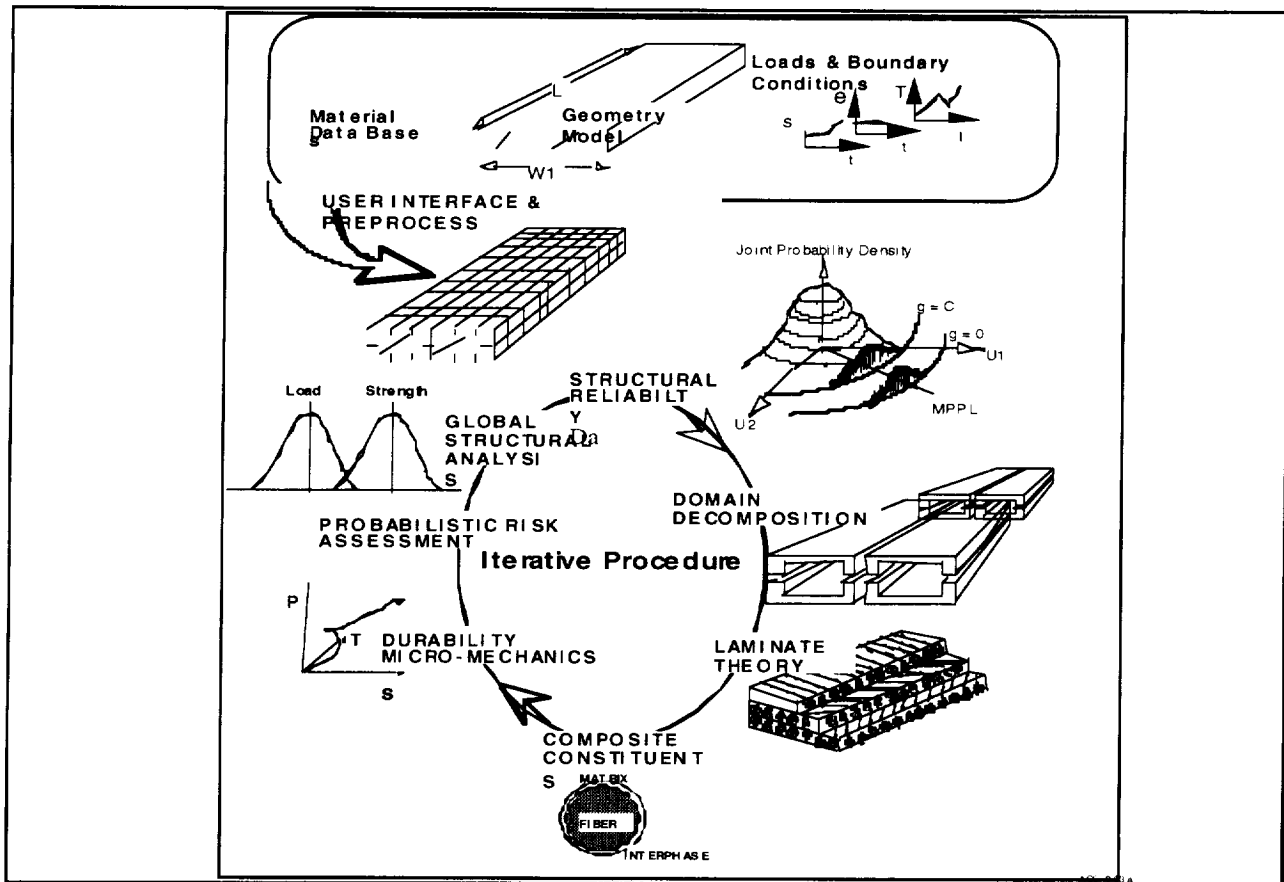 Loads & Boundary
Conditions
L
Material
Data Base
s
Geometry
Model
W1
S
t
e
t
T
l
USER INTERFACE &
PREPROCESS
Joint Probability Density
g = C
g = 0
U1
U2
MPPL
Load
Strength
STRUCTURAL
RELIABILT
Y
Da
GLOBAL
STRUCTURAL
ANALYSI
S
DOMAIN
DECOMPOSITION
PROBABILISTIC RISK
ASSESSMENT
Iterative Procedure
P
T
S
DURABILITY
MICRO-MECHANICS
LAMINATE
THEORY
COMPOSITE
CONSTITUENT
S
MATRIX
FIBER
INTERPHASE